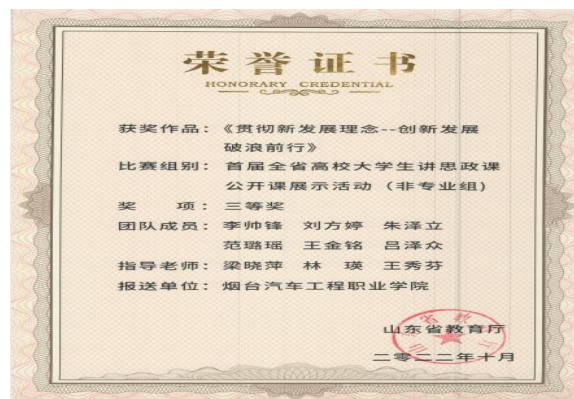 荣誉证书
HONORARY CREDENTIAL
获奖作品：《贯彻新发展理念--创新发展
破浪前行》
比赛组别：首届全省高校大学生讲思政课
公开课展示活动（非专业组）
奖 项：三等奖
团队成员：李帅锋 刘方婷 朱泽立
范璐瑶 王金铭 吕泽众
指导老师：梁晓萍 林 瑛 王秀芬
报送单位：烟台汽车工程职业学院
山东省教育厅
二零二二年十月